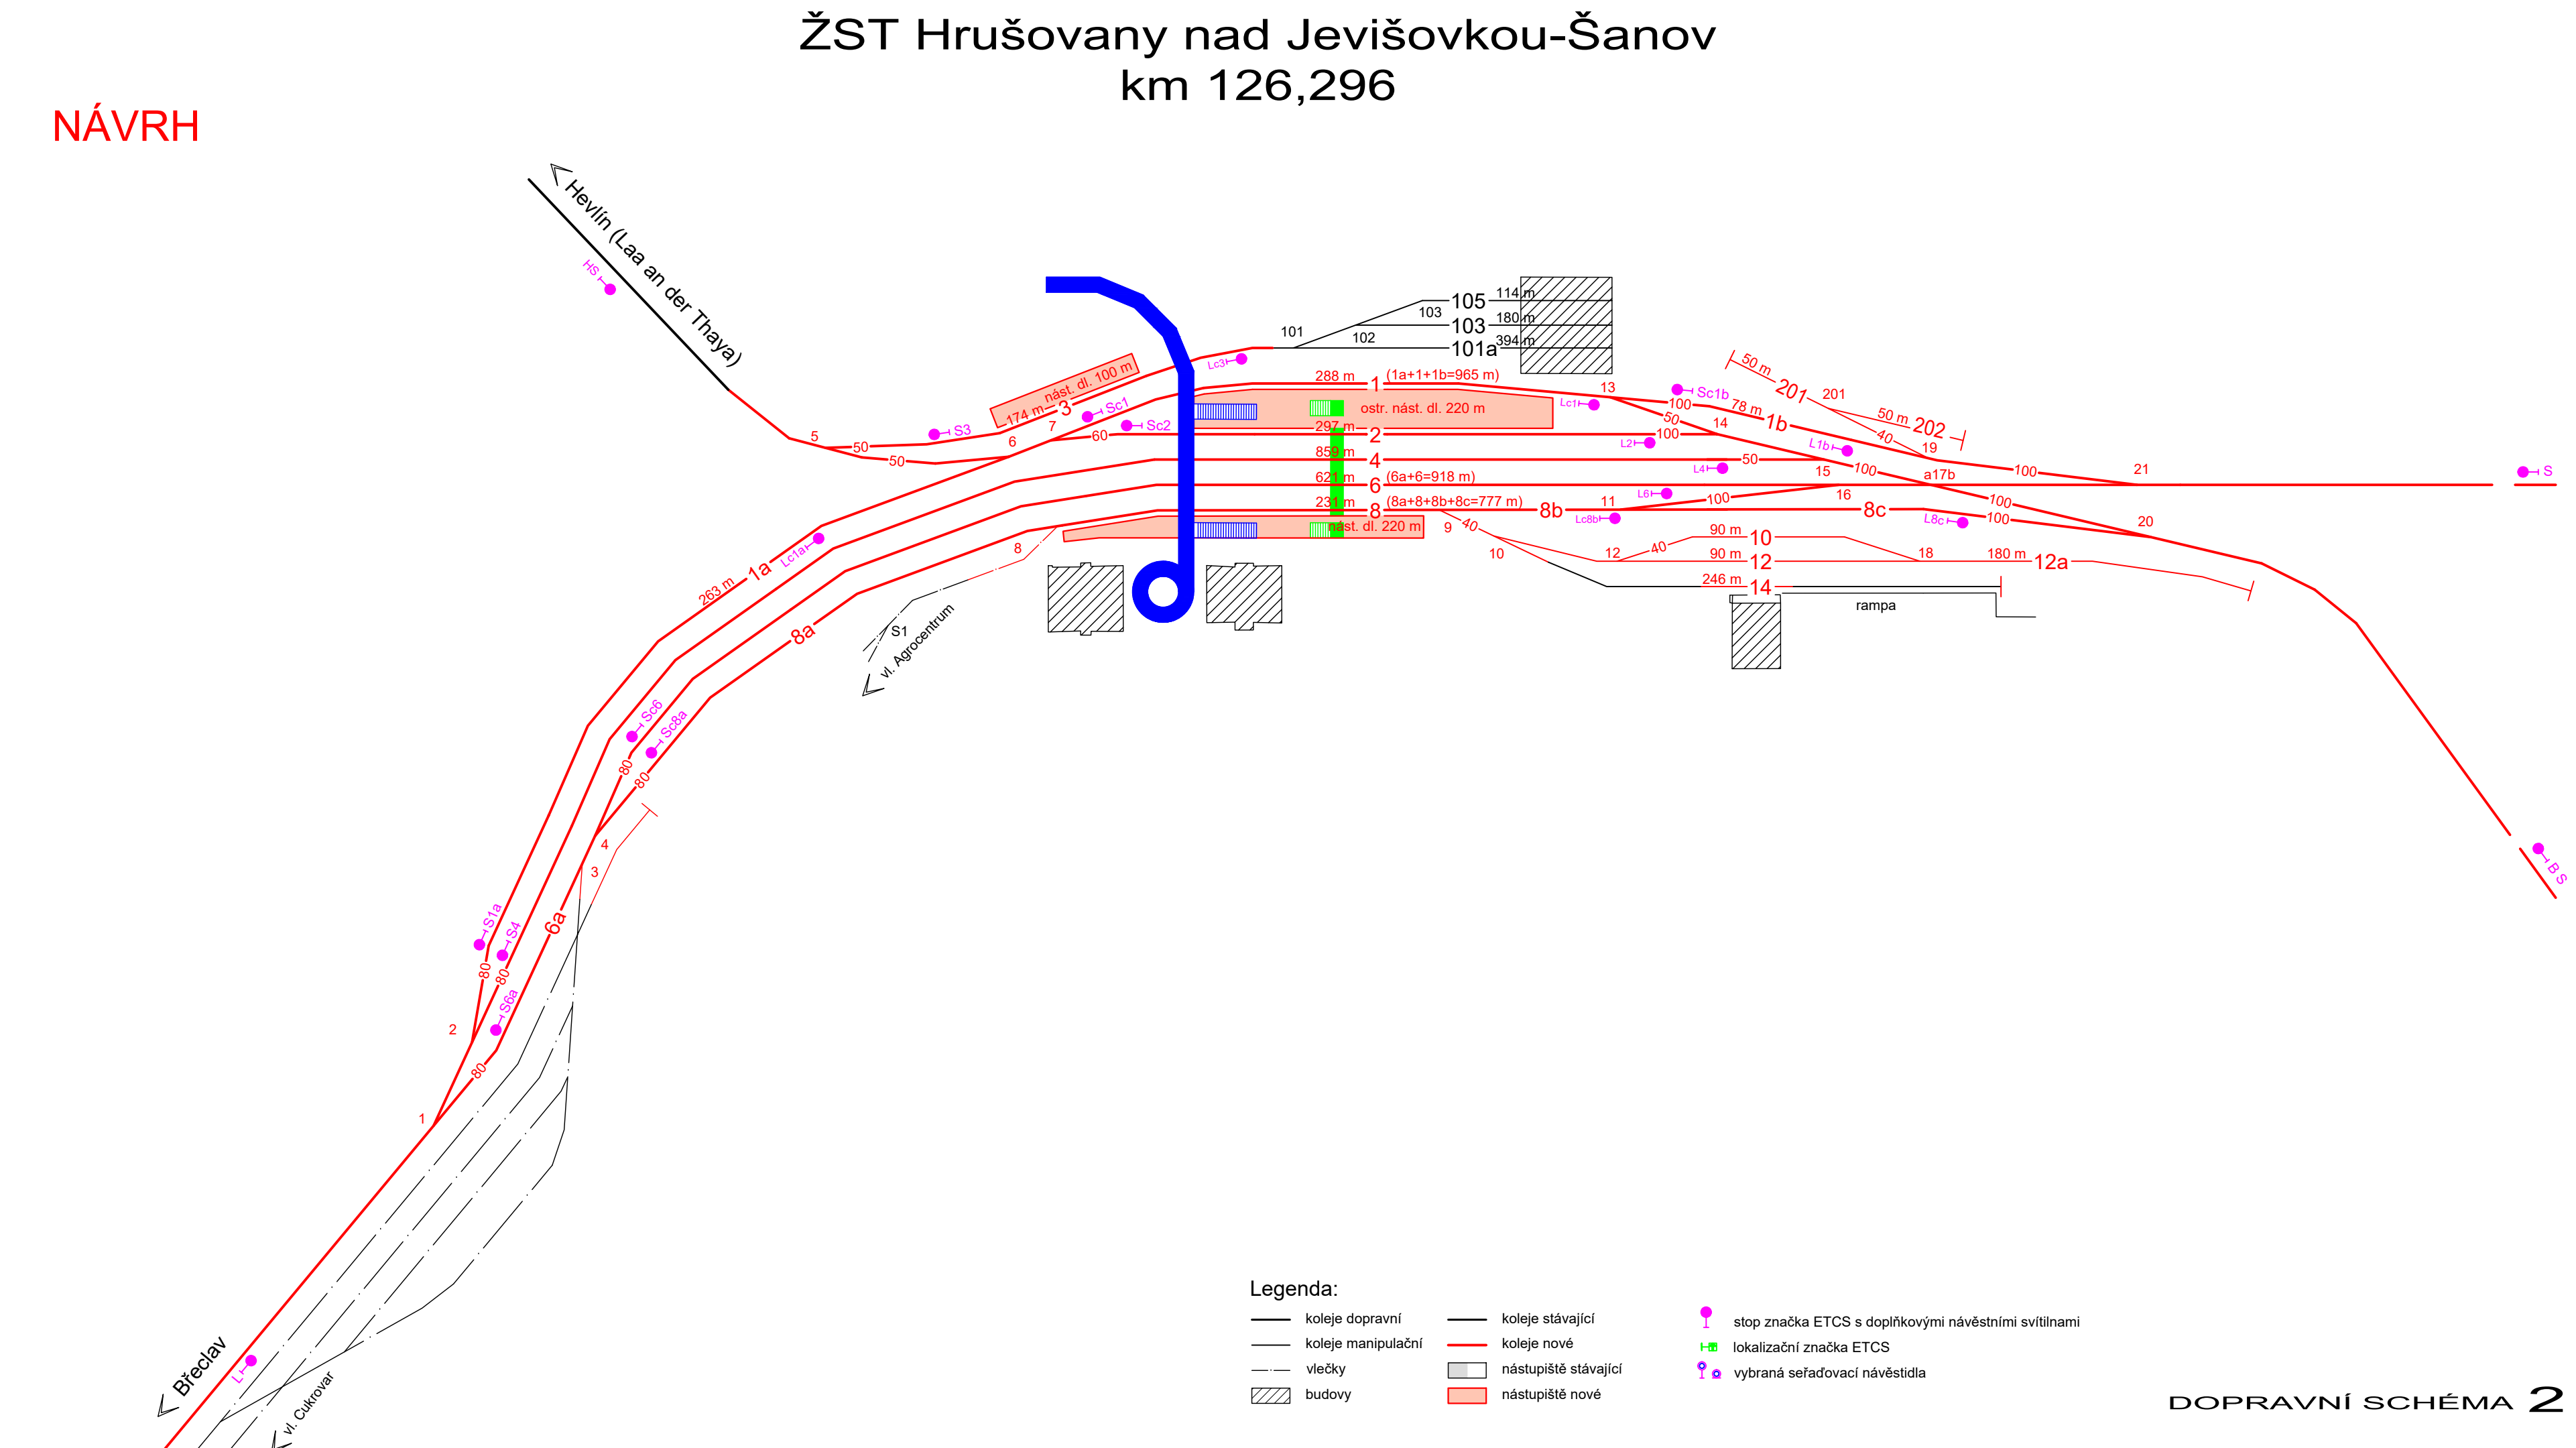 ŽST Hrušovany nad Jevišovkou-Šanov
km 126,296
NÁVRH
Hevlín (Laa an der Thaya)
HS
105
114 m
103
103
180 m
101
102
101a
394 m
Lc3
nást. dl. 100 m
174 m
3
Sc1
Sc2
S3
5
50
50
6
7
60
288 m
1
(1a+1+1b=965 m)
ostr. nást. dl. 220 m
297 m
2
859 m
4
621 m
6
(6a+6=918 m)
231 m
8
(8a+8+8b+8c=777 m)
nást. dl. 220 m
13
Lc1
Sc1b
100
50
14
78 m
1b
50 m
201
201
50 m
202
40
19
L1b
L2
100
L4
50
15
100
a17b
100
21
S
L6
100
16
100
8b
11
Lc8b
8c
L8c
100
20
9
40
10
12
40
90 m
10
90 m
12
18
180 m
12a
246 m
14
rampa
B S
8
Lc1a
263 m
1a
8a
S1
vl. Agrocentrum
Sc6
Sc8a
80
80
4
3
6a
S1a
S4
80
80
S6a
2
80
1
L
Břeclav
vl. Cukrovar
Legenda:
koleje dopravní
koleje manipulační
vlečky
budovy
koleje stávající
koleje nové
nástupiště stávající
nástupiště nové
stop značka ETCS s doplňkovými návěstními svítilnami
lokalizační značka ETCS
vybraná seřaďovací návěstidla
DOPRAVNÍ SCHÉMA 2